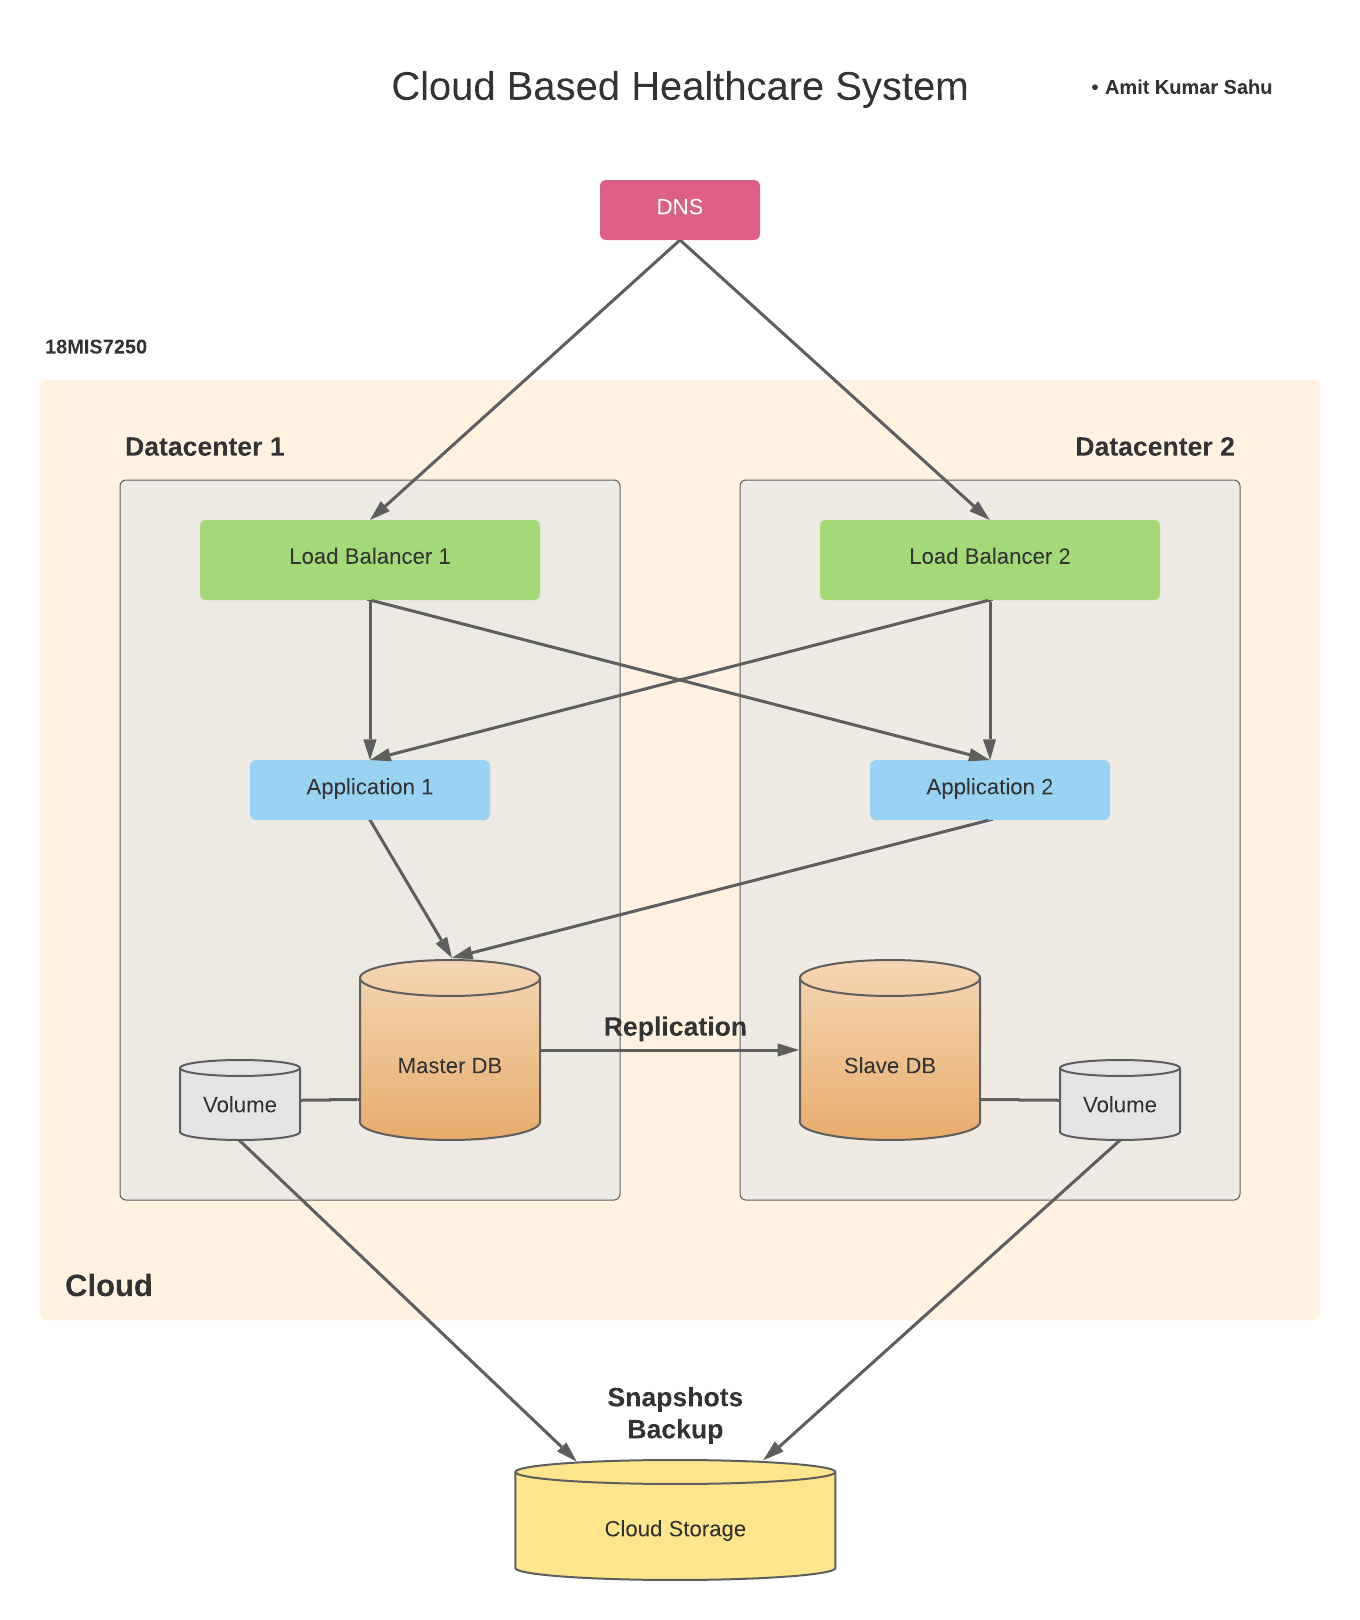 Cloud Based Healthcare System
• Amit Kumar Sahu
DNS
18MIS7250
Datacenter 1
Datacenter 2
Load Balancer 1
Load Balancer 2
Application 1
Application 2
Replication
Master DB
Slave DB
Volume
Volume
Cloud
Snapshots
Backup
Cloud Storage